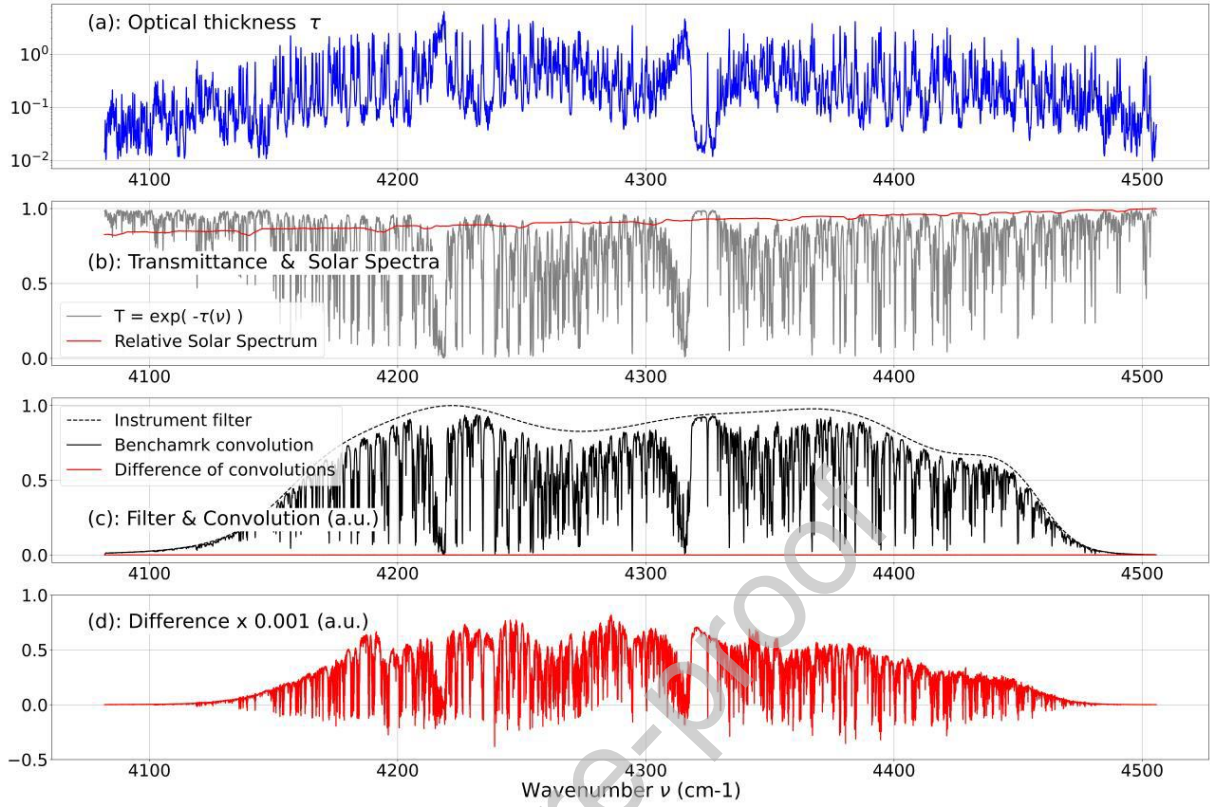 (a): Optical thickness τ
10⁰
10⁻¹
10⁻²
4100 4200 4300 4400 4500
1.0
(b): Transmittance & Solar Spectra
0.5
T = exp( -τ(ν) )
Relative Solar Spectrum
0.0
4100 4200 4300 4400 4500
1.0
Instrument filter
Benchamrk convolution
0.5
Difference of convolutions
(c): Filter & Convolution (a.u.)
0.0
4100 4200 4300 4400 4500
1.0
(d): Difference x 0.001 (a.u.)
0.5
0.0
−0.5
4100 4200 4300 4400 4500
Wavenumber ν (cm-1)
re-proof